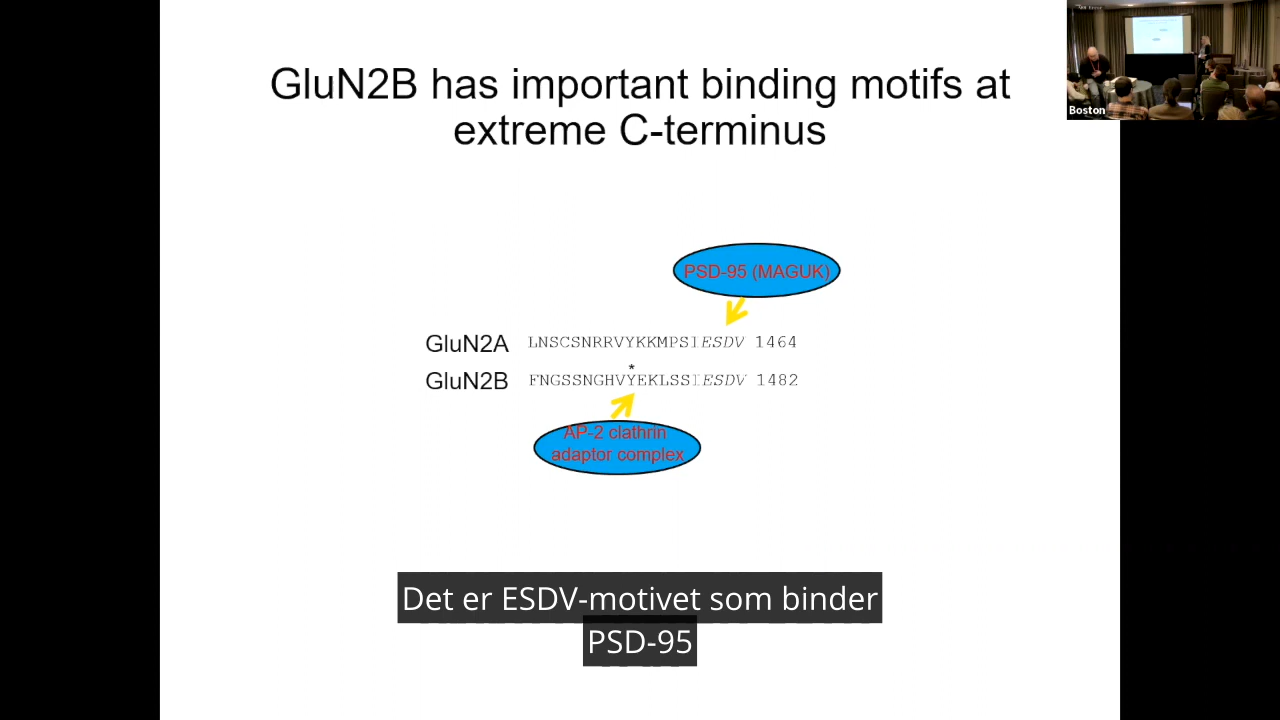 GluN2B has important binding motifs at
extreme C-terminus
Boston
PSD-95 (MAGUK)
GluN2A LNSCSNRRVYKKMPSIESDV 1464
*
GluN2B FNGSSNGHVYEKLSSIESDV 1482
AP-2 clathrin
adaptor complex
Det er ESDV-motivet som binder
PSD-95